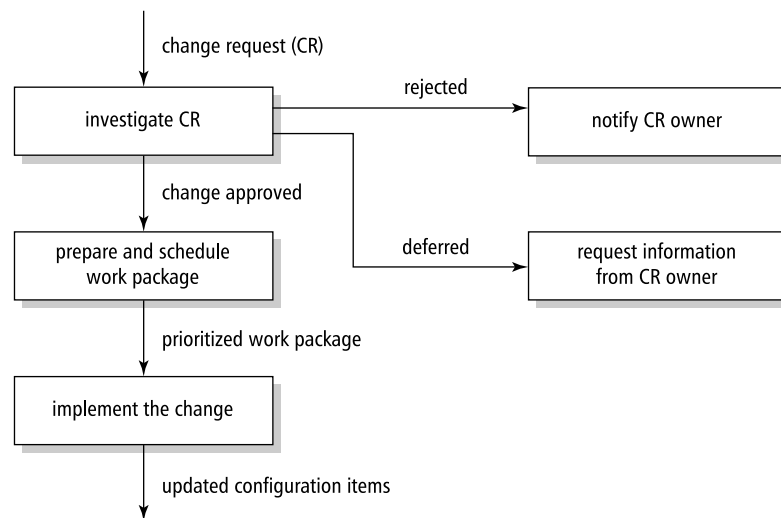 change request (CR)
rejected
investigate CR
notify CR owner
change approved
deferred
prepare and schedule
work package
request information
from CR owner
prioritized work package
implement the change
updated configuration items